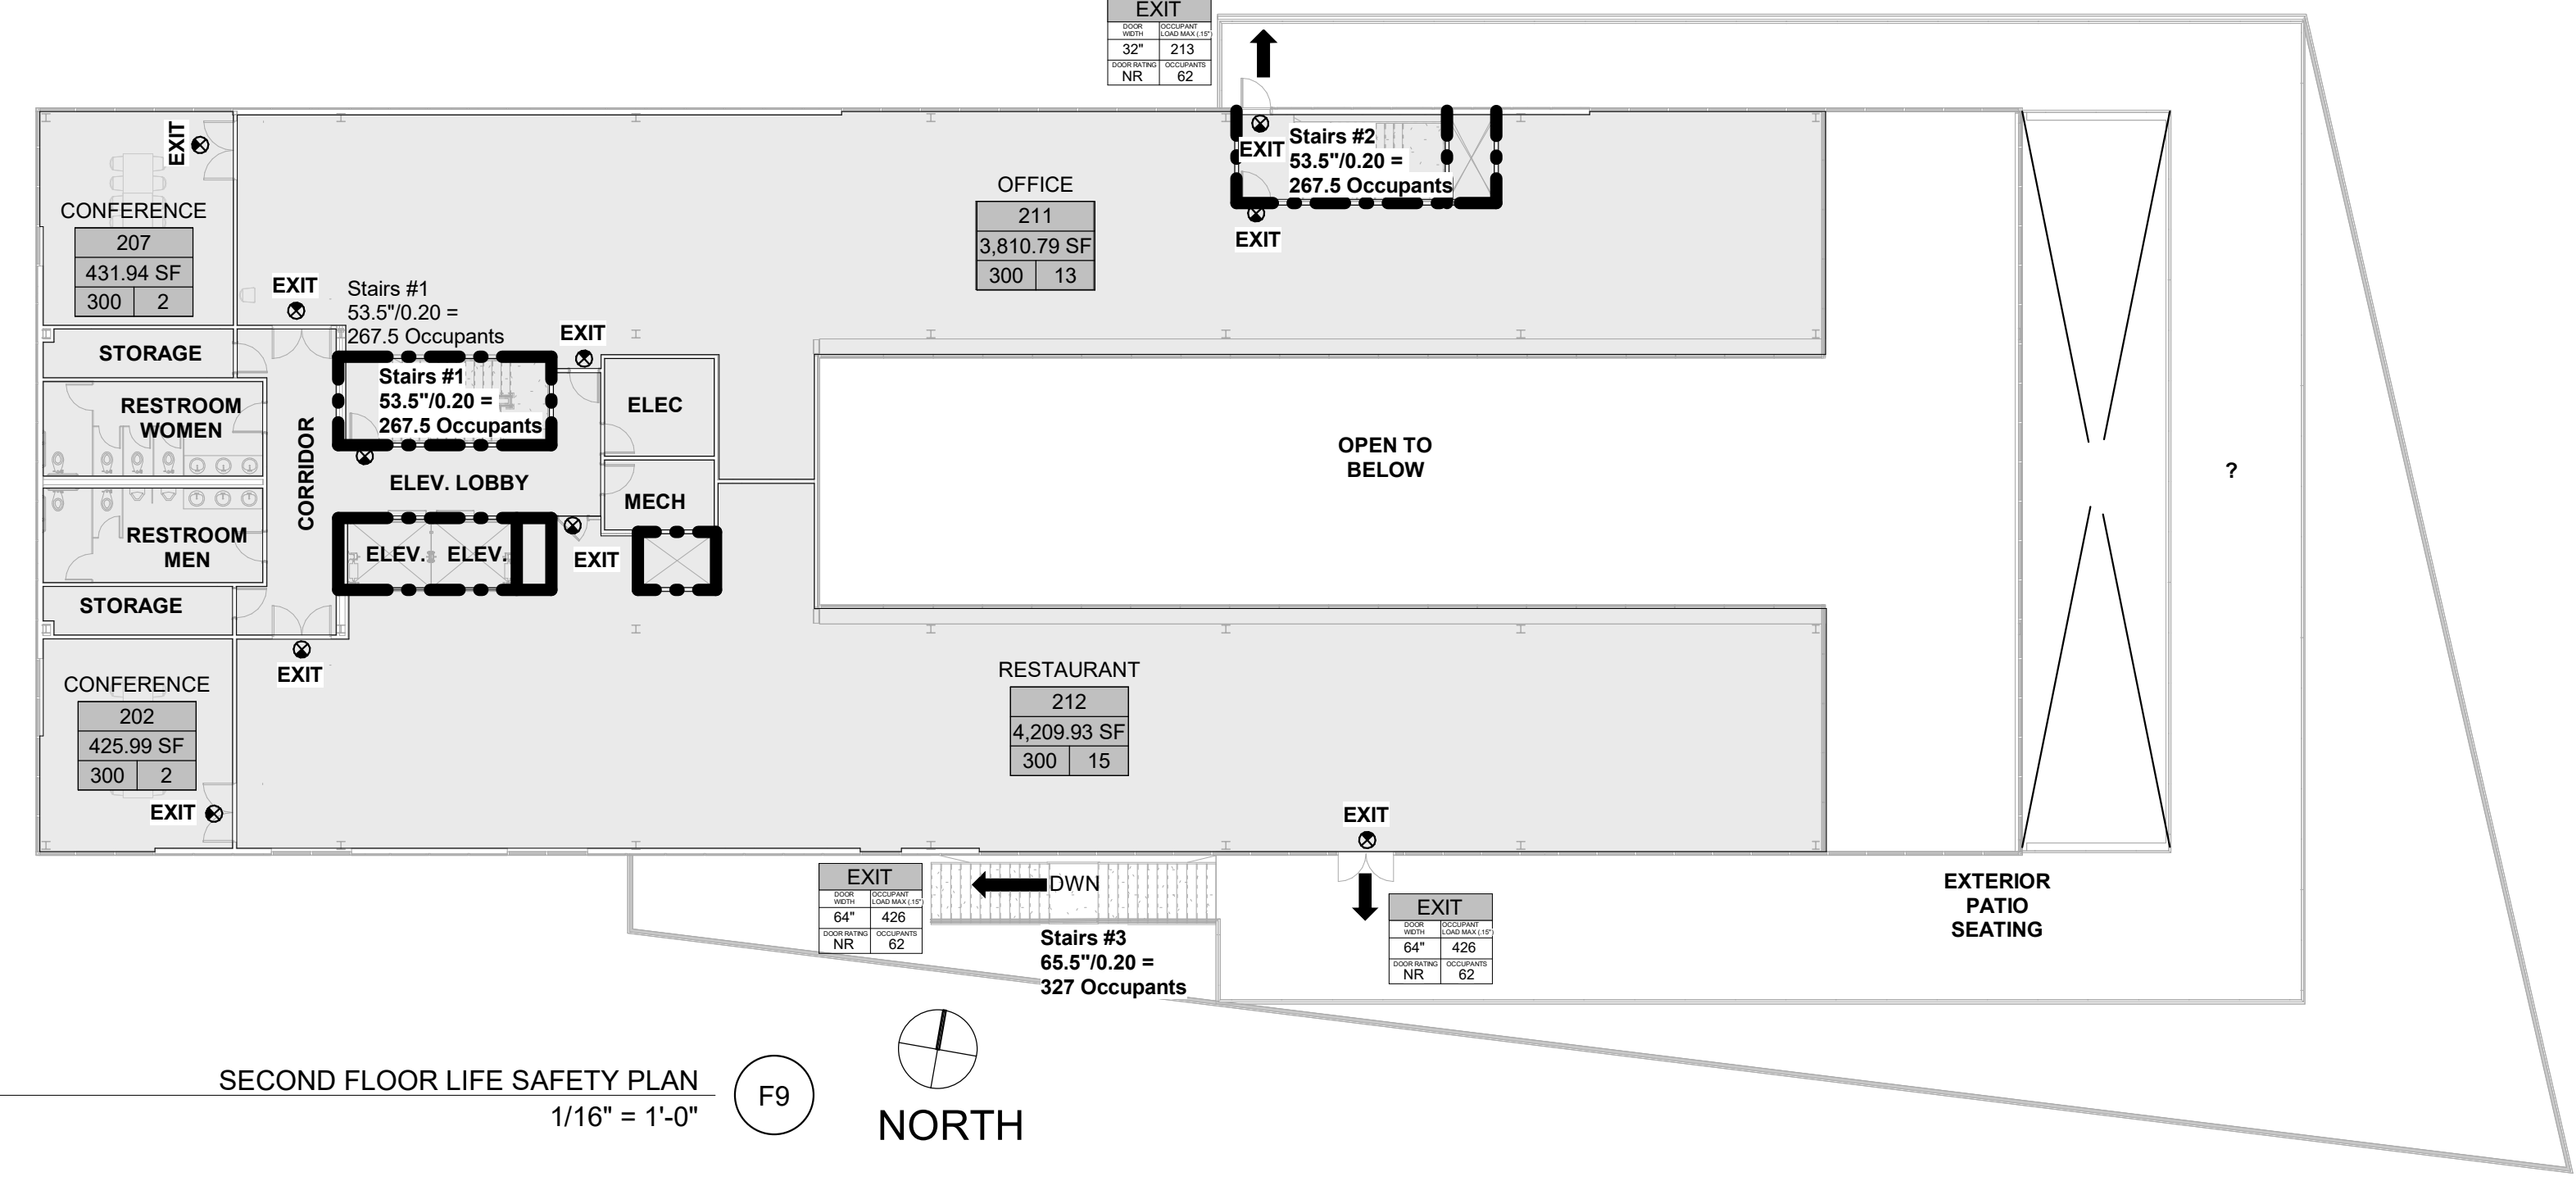 EXIT
DOOR WIDTH OCCUPANT LOAD MAX (.15")
32" 213
DOOR RATING OCCUPANTS
NR 62
EXIT
CONFERENCE
207
431.94 SF
300 2
OFFICE
211
3,810.79 SF
300 13
EXIT
Stairs #2
53.5"/0.20 =
267.5 Occupants
EXIT
EXIT
Stairs #1
53.5"/0.20 =
267.5 Occupants
EXIT
STORAGE
Stairs #1
53.5"/0.20 =
267.5 Occupants
RESTROOM
WOMEN
ELEC
CORRIDOR
ELEV. LOBBY
MECH
OPEN TO
BELOW
?
RESTROOM
MEN
ELEV. ELEV.
EXIT
STORAGE
EXIT
CONFERENCE
202
425.99 SF
300 2
EXIT
RESTAURANT
212
4,209.93 SF
300 15
EXIT
EXIT
DOOR WIDTH OCCUPANT LOAD MAX (.15")
64" 426
DOOR RATING OCCUPANTS
NR 62
DWN
Stairs #3
65.5"/0.20 =
327 Occupants
EXIT
DOOR WIDTH OCCUPANT LOAD MAX (.15")
64" 426
DOOR RATING OCCUPANTS
NR 62
EXTERIOR
PATIO
SEATING
SECOND FLOOR LIFE SAFETY PLAN
1/16" = 1'-0"
F9
NORTH